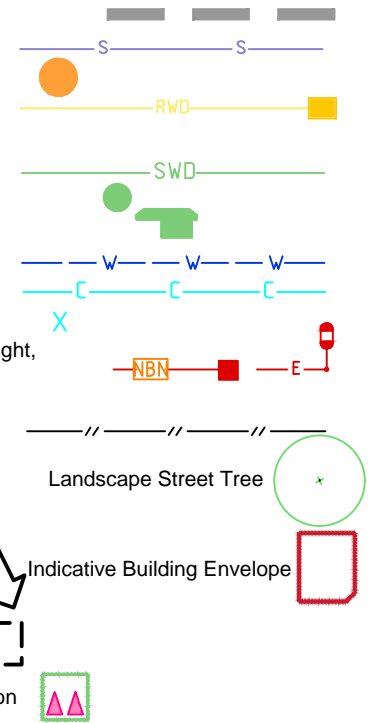 S S
RWD
SWD
W W W
C C C
X
ght,
NBN E
// // //
Landscape Street Tree
Indicative Building Envelope
on